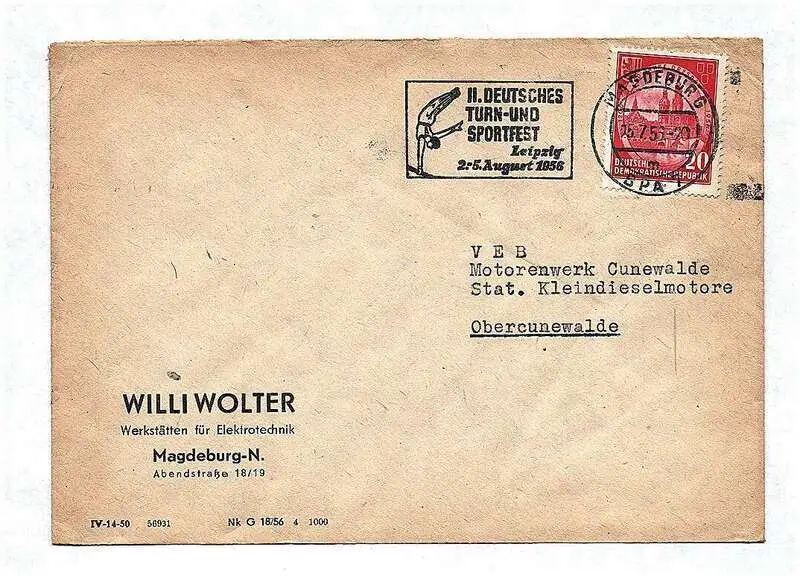 II. DEUTSCHES
TURN-UND
SPORTFEST
Leipzig
2.-5. August 1956
MAGDEBURG
BPA
DEUTSCHE
DEMOKRATISCHE REPUBLIK
20
V E B
Motorenwerk Cunewalde
Stat. Kleindieselmotore
Obercunewalde
WILLI WOLTER
Werkstätten für Elektrotechnik
Magdeburg-N.
Abendstraße 18/19
IV-14-50 56931 Nk G 18/56 4 1000